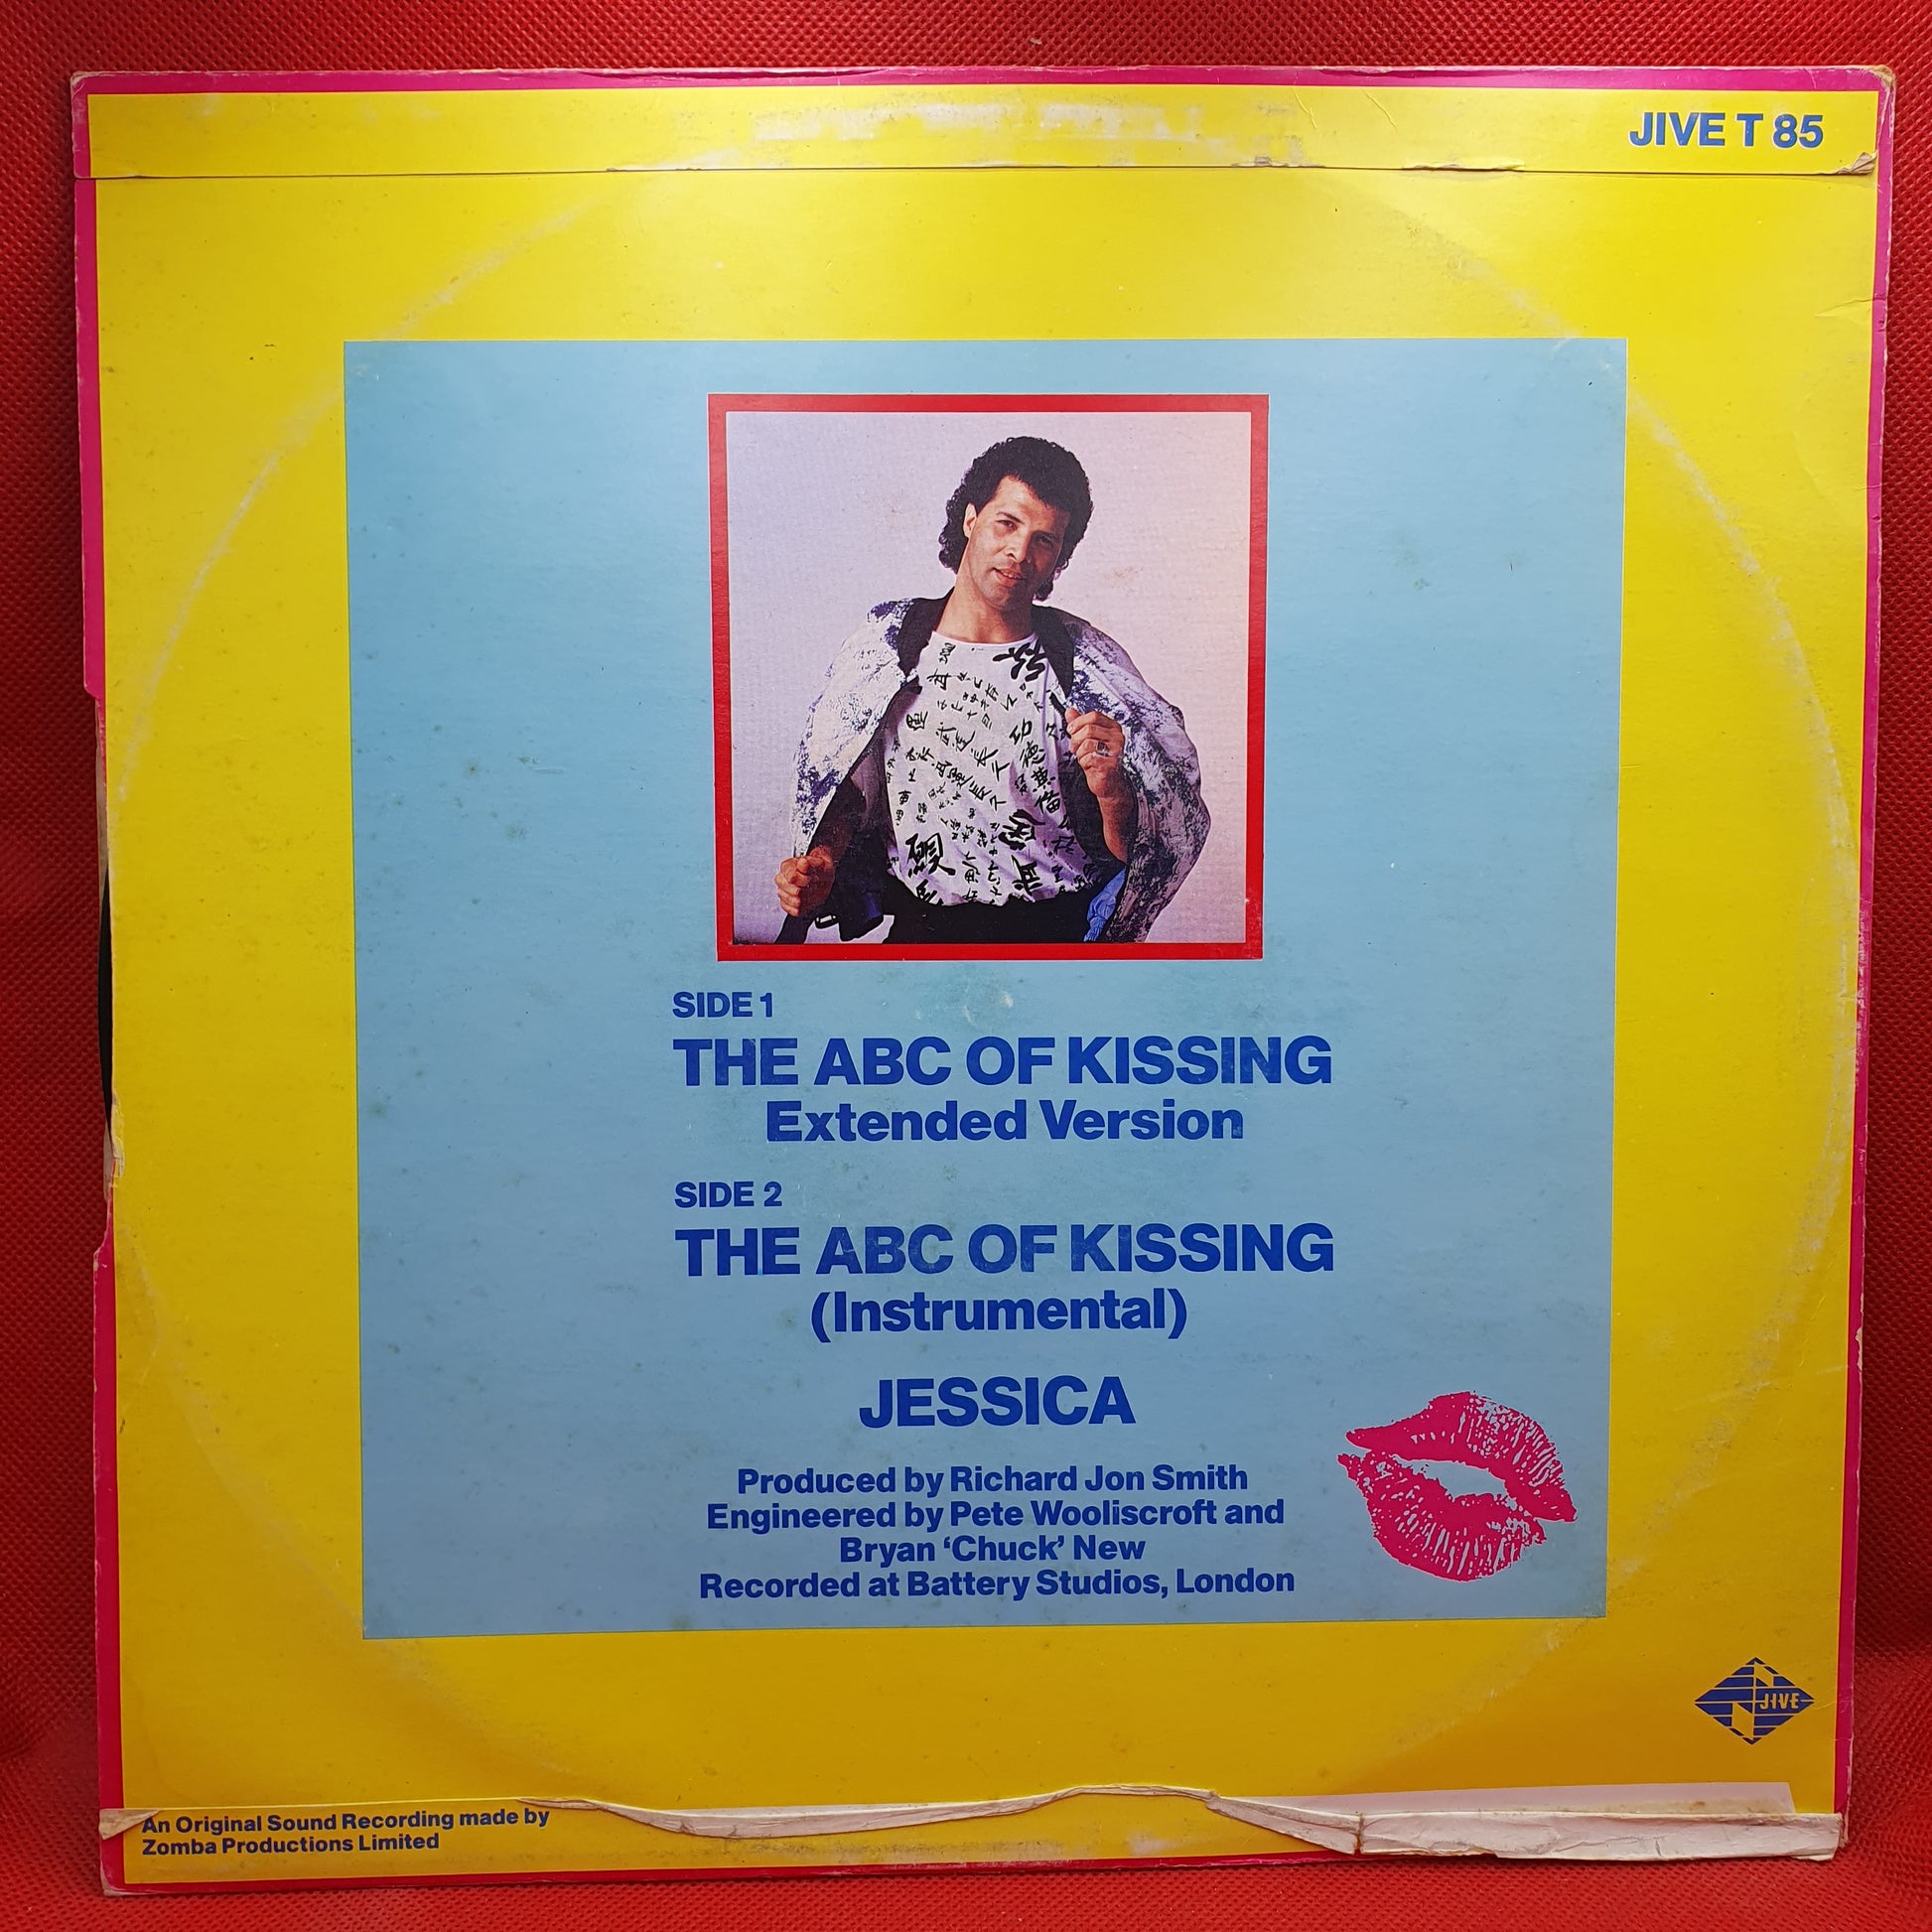 JIVE T 85
SIDE 1
THE ABC OF KISSING
Extended Version
SIDE 2
THE ABC OF KISSING
(Instrumental)
JESSICA
Produced by Richard Jon Smith
Engineered by Pete Wooliscroft and
Bryan ‘Chuck’ New
Recorded at Battery Studios, London
JIVE
An Original Sound Recording made by
Zomba Productions Limited